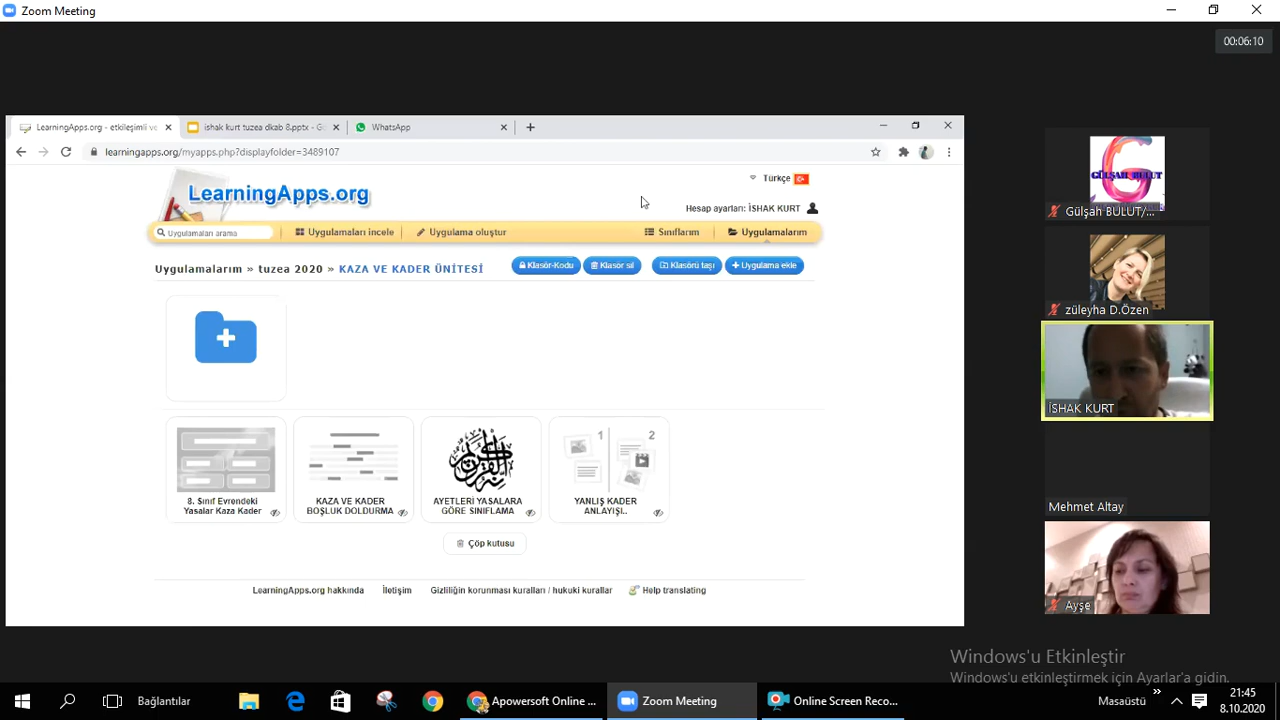 Zoom Meeting
00:06:10
LearningApps.org - etkileşimli ve
ishak kurt tuzea dkab 8.pptx - G
WhatsApp
learningapps.org/myapps.php?displayfolder=3489107
LearningApps.org
Türkçe
Hesap ayarları: İSHAK KURT
Uygulamaları arama
Uygulamaları incele
Uygulama oluştur
Sınıflarım
Uygulamalarım
Uygulamalarım » tuzea 2020 » KAZA VE KADER ÜNİTESİ
Klasör-Kodu
Klasör sil
Klasörü taşı
Uygulama ekle
8. Sınıf Evrendeki
Yasalar Kaza Kader
KAZA VE KADER
BOŞLUK DOLDURMA
AYETLERİ YASALARA
GÖRE SINIFLAMA
1
2
YANLIŞ KADER
ANLAYIŞI..
Çöp kutusu
LearningApps.org hakkında
İletişim
Gizliliğin korunması kuralları / hukuki kurallar
Help translating
GÜLŞAH BULUT
Gülşah BULUT/...
züleyha D.Özen
İSHAK KURT
Mehmet Altay
Ayşe
Windows'u Etkinleştir
Windows'u etkinleştirmek için Ayarlar'a gidin.
Bağlantılar
Apowersoft Online ...
Zoom Meeting
Online Screen Reco...
Masaüstü
21:45
8.10.2020